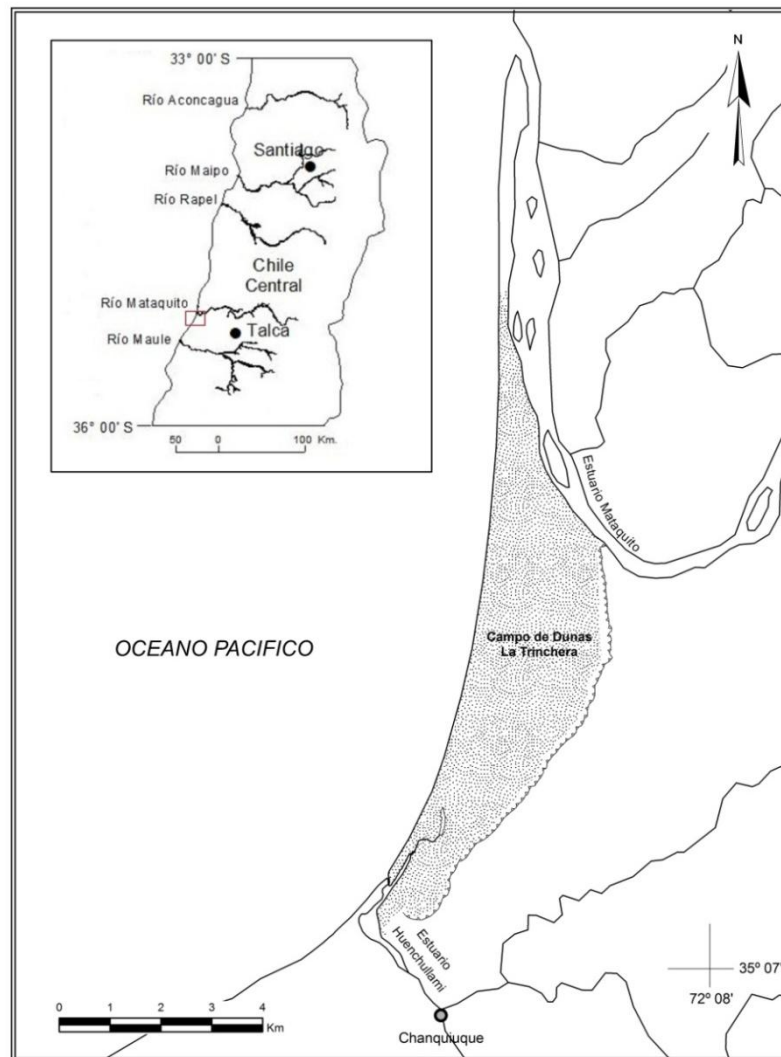 33° 00' S
Río Aconcagua
Santiago
Río Maipo
Río Rapel
Chile
Central
Río Mataquito
Talca
Río Maule
36° 00' S
50 0 100 Km.
N
Estuario Mataquito
OCEANO PACIFICO
Campo de Dunas
La Trinchera
Estuario
Huenchullami
35° 07'
72° 08'
0 1 2 3 4
Km
Chanquiuque